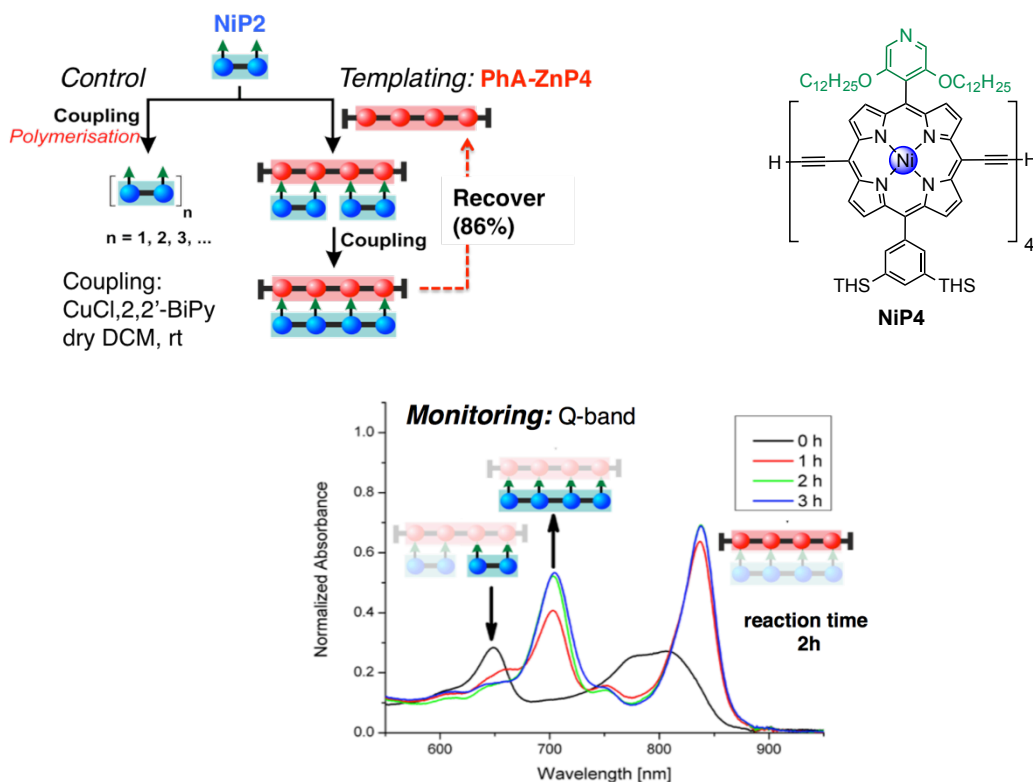 NiP2
Control
Templating: PhA-ZnP4
Coupling
Polymerisation
n
n = 1, 2, 3, ...
Recover
(86%)
Coupling
Coupling:
CuCl,2,2'-BiPy
dry DCM, rt
N
C12H25O
OC12H25
N
N
Ni
N
N
H
H
4
THS
THS
NiP4
Monitoring: Q-band
0 h
1 h
2 h
3 h
reaction time
2h
1.0
0.8
0.6
0.4
0.2
0.0
Normalized Absorbance
600
700
800
900
Wavelength [nm]